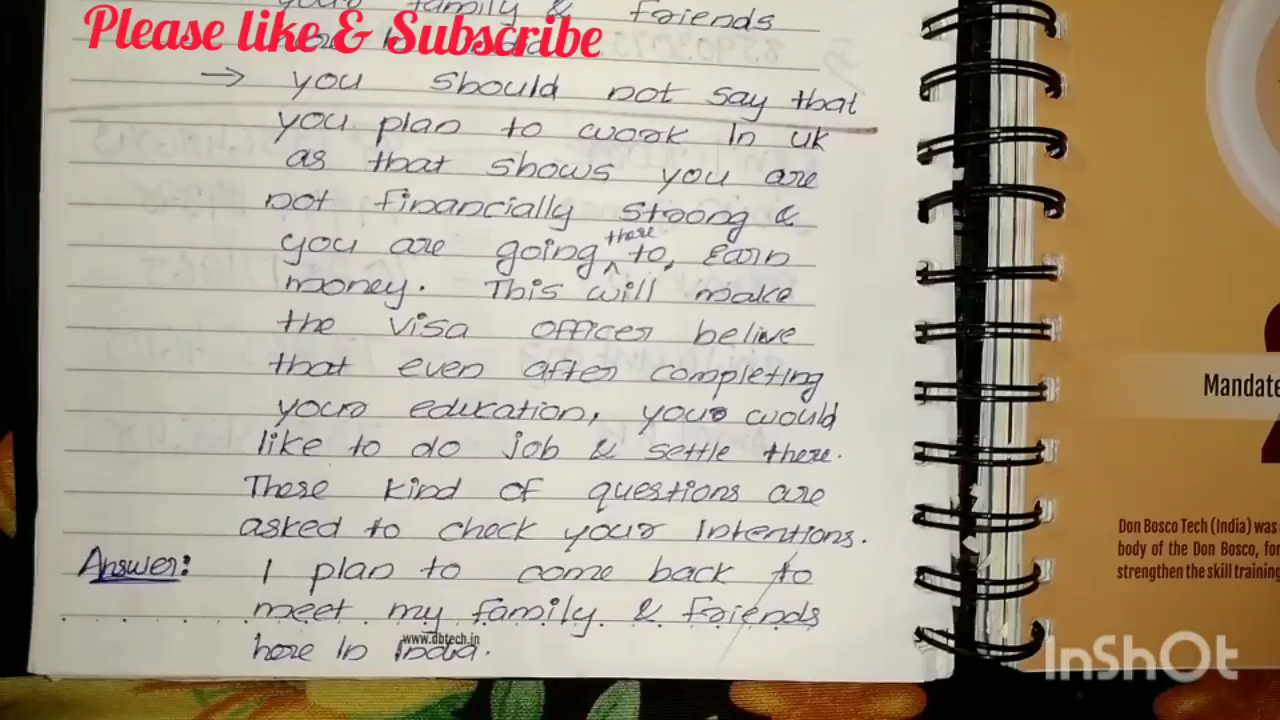 your family & friends
Please like & Subscribe
here in India
→ you should not say that
you plan to work in uk
as that shows you are
not financially strong &
you are going there to, earn
money. This will make
the visa officer belive
that even after completing
your education, you would
like to do job & settle there.
These kind of questions are
asked to check your Intentions.
Answer: I plan to come back to
meet my family & friends
here in India.
www.dbtech.in
Mandate
Don Bosco Tech (India) was
body of the Don Bosco, for
strengthen the skill training
InShOt